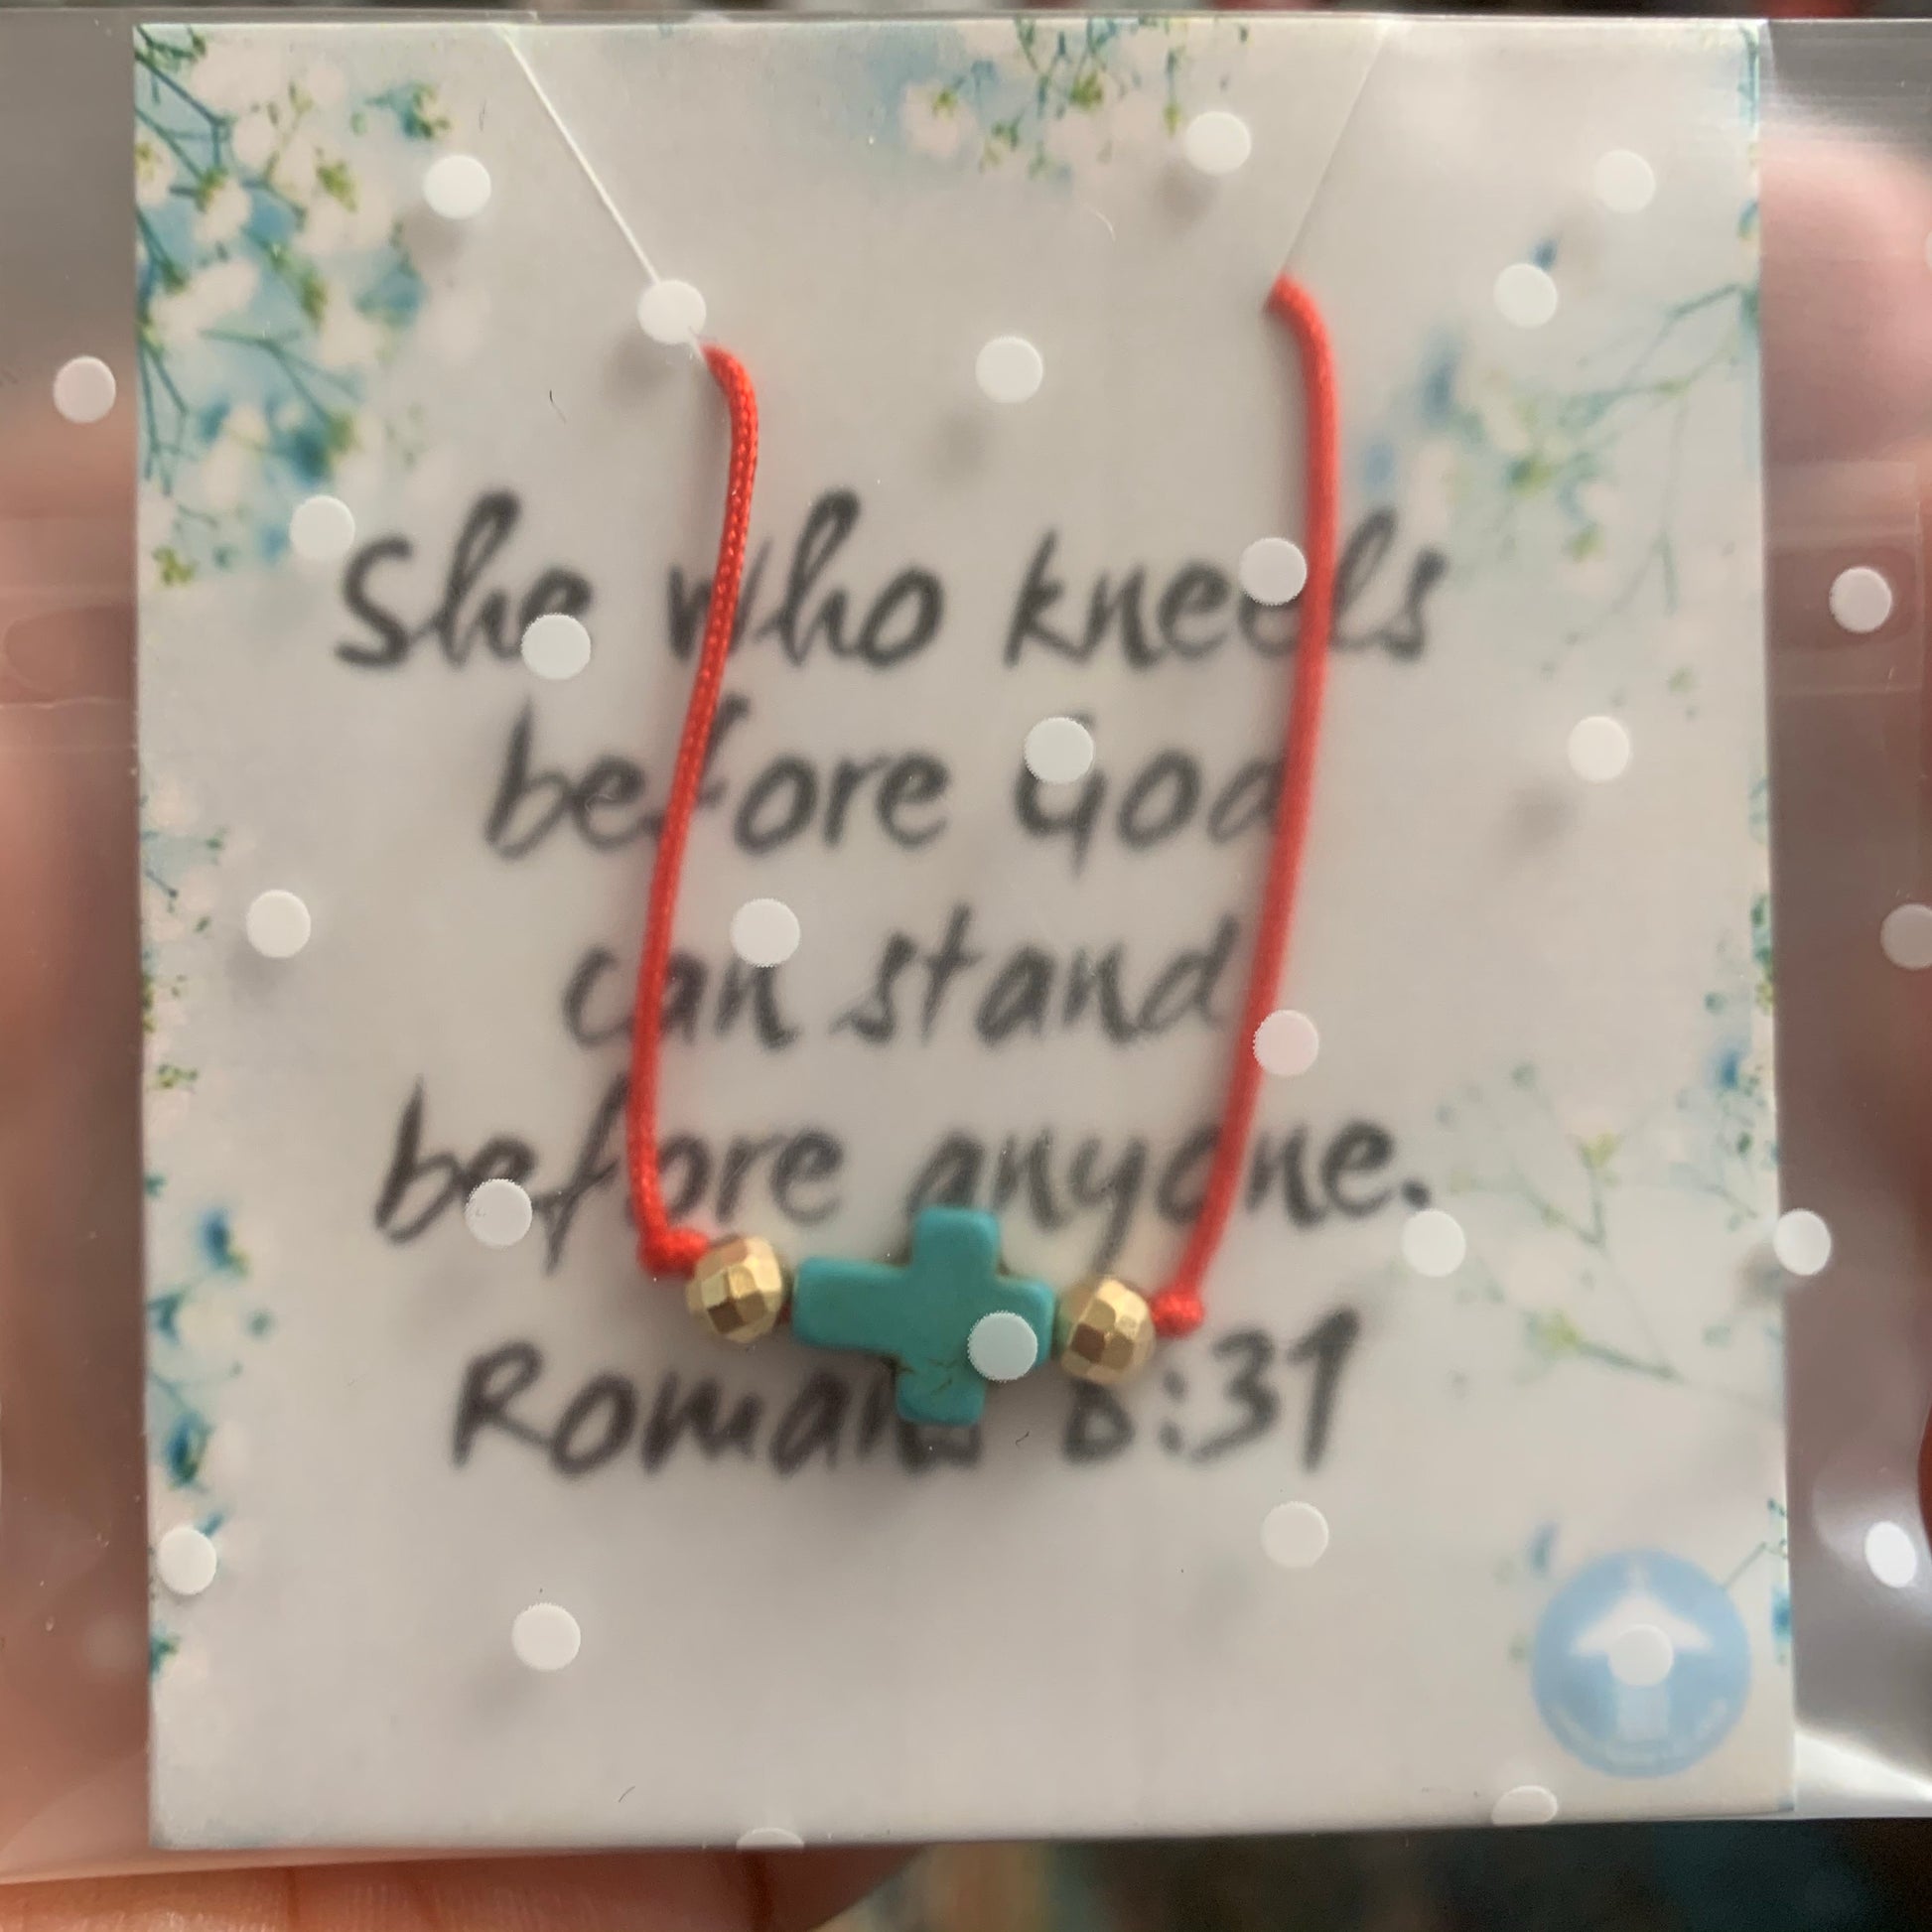 She who kneels
before God
can stand
before anyone.
Romans 8:31